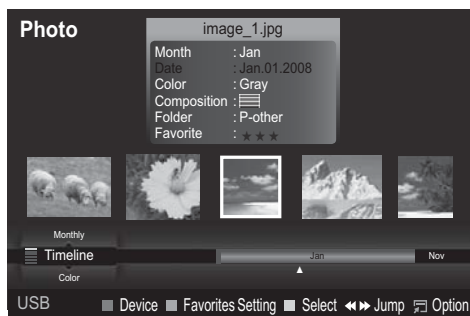 Photo
image_1.jpg
Month : Jan
Date : Jan.01.2008
Color : Gray
Composition :
Folder : P-other
Favorite : ★★★
Monthly
Timeline
Color
Jan
Nov
USB
Device
Favorites Setting
Select
Jump
Option